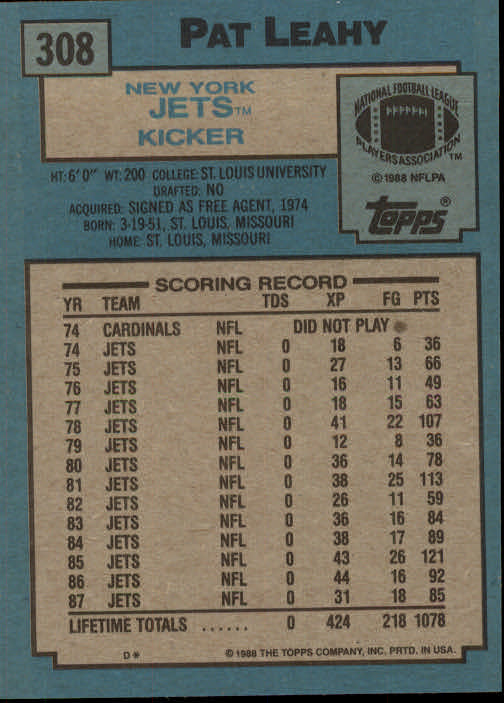 308
PAT LEAHY
NEW YORK
JETS™
KICKER
NATIONAL FOOTBALL LEAGUE
PLAYERS ASSOCIATION™
© 1988 NFLPA
Topps®
HT: 6' 0" WT: 200 COLLEGE: ST. LOUIS UNIVERSITY
DRAFTED: NO
ACQUIRED: SIGNED AS FREE AGENT, 1974
BORN: 3-19-51, ST. LOUIS, MISSOURI
HOME: ST. LOUIS, MISSOURI
SCORING RECORD
YR TEAM TDS XP FG PTS
74 CARDINALS NFL DID NOT PLAY
74 JETS NFL 0 18 6 36
75 JETS NFL 0 27 13 66
76 JETS NFL 0 16 11 49
77 JETS NFL 0 18 15 63
78 JETS NFL 0 41 22 107
79 JETS NFL 0 12 8 36
80 JETS NFL 0 36 14 78
81 JETS NFL 0 38 25 113
82 JETS NFL 0 26 11 59
83 JETS NFL 0 36 16 84
84 JETS NFL 0 38 17 89
85 JETS NFL 0 43 26 121
86 JETS NFL 0 44 16 92
87 JETS NFL 0 31 18 85
LIFETIME TOTALS ...... 0 424 218 1078
D* © 1988 THE TOPPS COMPANY, INC. PRTD. IN USA.